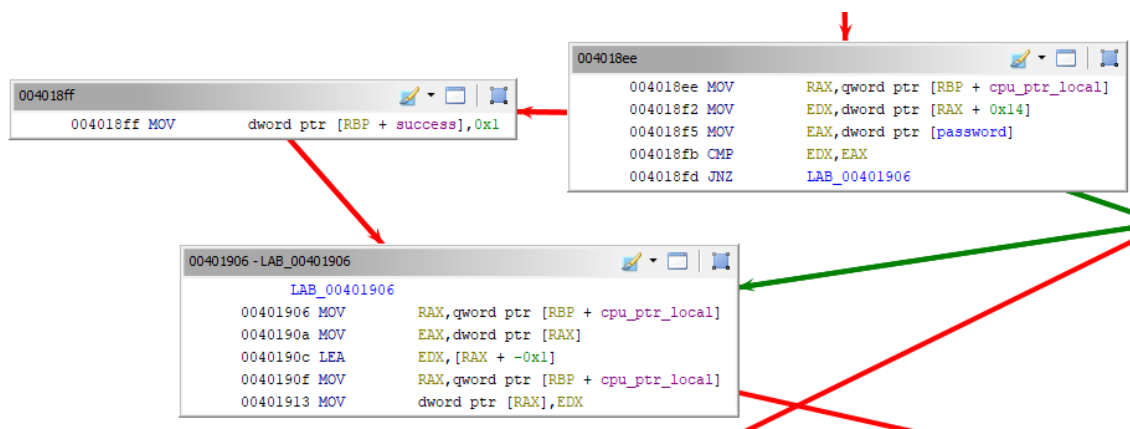 004018ee
004018ee MOV RAX,qword ptr [RBP + cpu_ptr_local]
004018f2 MOV EDX,dword ptr [RAX + 0x14]
004018f5 MOV EAX,dword ptr [password]
004018fb CMP EDX,EAX
004018fd JNZ LAB_00401906
004018ff
004018ff MOV dword ptr [RBP + success],0x1
00401906 - LAB_00401906
LAB_00401906
00401906 MOV RAX,qword ptr [RBP + cpu_ptr_local]
0040190a MOV EAX,dword ptr [RAX]
0040190c LEA EDX,[RAX + -0x1]
0040190f MOV RAX,qword ptr [RBP + cpu_ptr_local]
00401913 MOV dword ptr [RAX],EDX